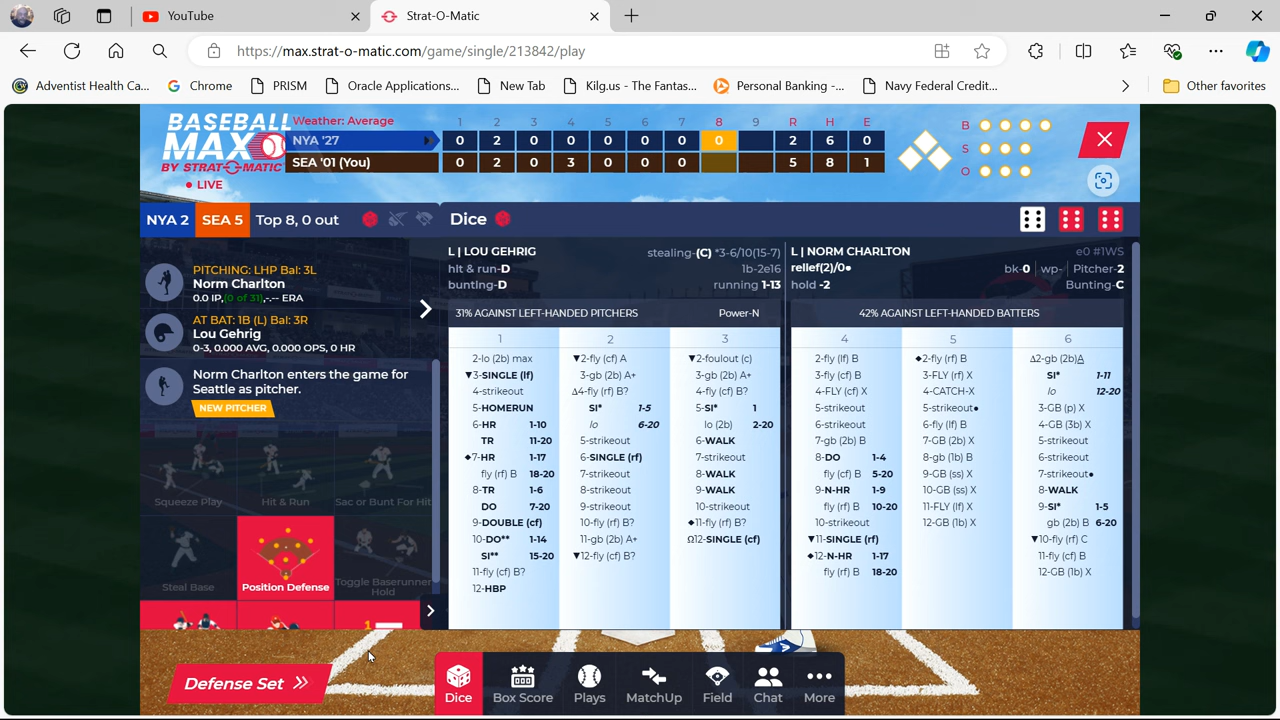 YouTube
Strat-O-Matic
https://max.strat-o-matic.com/game/single/213842/play
Adventist Health Ca...
Chrome
PRISM
Oracle Applications...
New Tab
Kilg.us - The Fantas...
Personal Banking -...
Navy Federal Credit...
Other favorites
BASEBALL
MAX
BY STRAT-O-MATIC
LIVE
Weather: Average
1 2 3 4 5 6 7 8 9 R H E
NYA '27 0 2 0 0 0 0 0 0 2 6 0
SEA '01 (You) 0 2 0 3 0 0 0 5 8 1
B
S
O
NYA 2 SEA 5 Top 8, 0 out
Dice
PITCHING: LHP Bal: 3L
Norm Charlton
0.0 IP,(0 of 31),-.-- ERA
AT BAT: 1B (L) Bal: 3R
Lou Gehrig
0-3, 0.000 AVG, 0.000 OPS, 0 HR
Norm Charlton enters the game for
Seattle as pitcher.
NEW PITCHER
Squeeze Play
Hit & Run
Sac or Bunt For Hit
Steal Base
Position Defense
Toggle Baserunner
Hold
1
Defense Set
L | LOU GEHRIG
stealing-(C) *3-6/10(15-7)
hit & run-D
1b-2e16
bunting-D
running 1-13
31% AGAINST LEFT-HANDED PITCHERS
Power-N
1
2-lo (2b) max
▼3-SINGLE (lf)
4-strikeout
5-HOMERUN
6-HR 1-10
TR 11-20
◆7-HR 1-17
fly (rf) B 18-20
8-TR 1-6
DO 7-20
9-DOUBLE (cf)
10-DO** 1-14
SI** 15-20
11-fly (cf) B?
12-HBP
2
▼2-fly (cf) A
3-gb (2b) A+
Δ4-fly (rf) B?
SI* 1-5
lo 6-20
5-strikeout
6-SINGLE (rf)
7-strikeout
8-strikeout
9-strikeout
10-fly (rf) B?
11-gb (2b) A+
▼12-fly (cf) B?
3
▼2-foulout (c)
3-gb (2b) A+
4-fly (cf) B?
5-SI* 1
lo (2b) 2-20
6-WALK
7-strikeout
8-WALK
9-WALK
10-strikeout
◆11-fly (rf) B?
Ω12-SINGLE (cf)
L | NORM CHARLTON
e0 #1WS
relief(2)/0●
bk-0 wp- Pitcher-2
hold -2
Bunting-C
42% AGAINST LEFT-HANDED BATTERS
4
2-fly (lf) B
3-fly (cf) B
4-FLY (cf) X
5-strikeout
6-strikeout
7-gb (2b) B
8-DO 1-4
fly (cf) B 5-20
9-N-HR 1-9
fly (rf) B 10-20
10-strikeout
▼11-SINGLE (rf)
◆12-N-HR 1-17
fly (rf) B 18-20
5
◆2-fly (rf) B
3-FLY (rf) X
4-CATCH-X
5-strikeout●
6-fly (lf) B
7-GB (2b) X
8-gb (1b) B
9-GB (ss) X
10-GB (ss) X
11-FLY (lf) X
12-GB (1b) X
6
Δ2-gb (2b)A
SI* 1-11
lo 12-20
3-GB (p) X
4-GB (3b) X
5-strikeout
6-strikeout
7-strikeout●
8-WALK
9-SI* 1-5
gb (2b) B 6-20
▼10-fly (rf) C
11-fly (cf) B
12-GB (1b) X
Dice
Box Score
Plays
MatchUp
Field
Chat
More